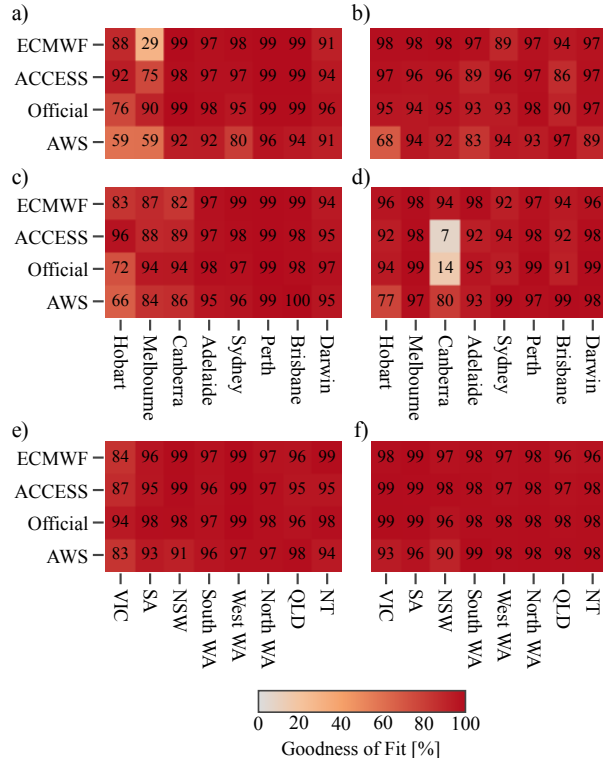 a) b)
ECMWF 88 29 99 97 98 99 99 91 98 98 98 97 89 97 94 97
ACCESS 92 75 98 97 97 99 99 94 97 96 96 89 96 97 86 97
Official 76 90 99 98 95 99 99 96 95 94 95 93 93 98 90 97
AWS 59 59 92 92 80 96 94 91 68 94 92 83 94 93 97 89
c) d)
ECMWF 83 87 82 97 99 99 99 94 96 98 94 98 92 97 94 96
ACCESS 96 88 89 97 98 99 98 95 92 98 7 92 94 98 92 98
Official 72 94 94 98 97 99 98 97 94 99 14 95 93 99 91 99
AWS 66 84 86 95 96 99 100 95 77 97 80 93 99 97 99 98
Hobart Melbourne Canberra Adelaide Sydney Perth Brisbane Darwin Hobart Melbourne Canberra Adelaide Sydney Perth Brisbane Darwin
e) f)
ECMWF 84 96 99 97 99 97 96 99 98 99 97 98 97 98 96 96
ACCESS 87 95 99 96 99 97 95 95 99 99 98 98 97 98 97 98
Official 94 98 98 97 99 98 96 98 99 99 96 98 98 98 98 98
AWS 83 93 91 96 97 97 98 94 93 96 90 99 98 98 98 98
VIC SA NSW South WA West WA North WA QLD NT VIC SA NSW South WA West WA North WA QLD NT
0 20 40 60 80 100
Goodness of Fit [%]